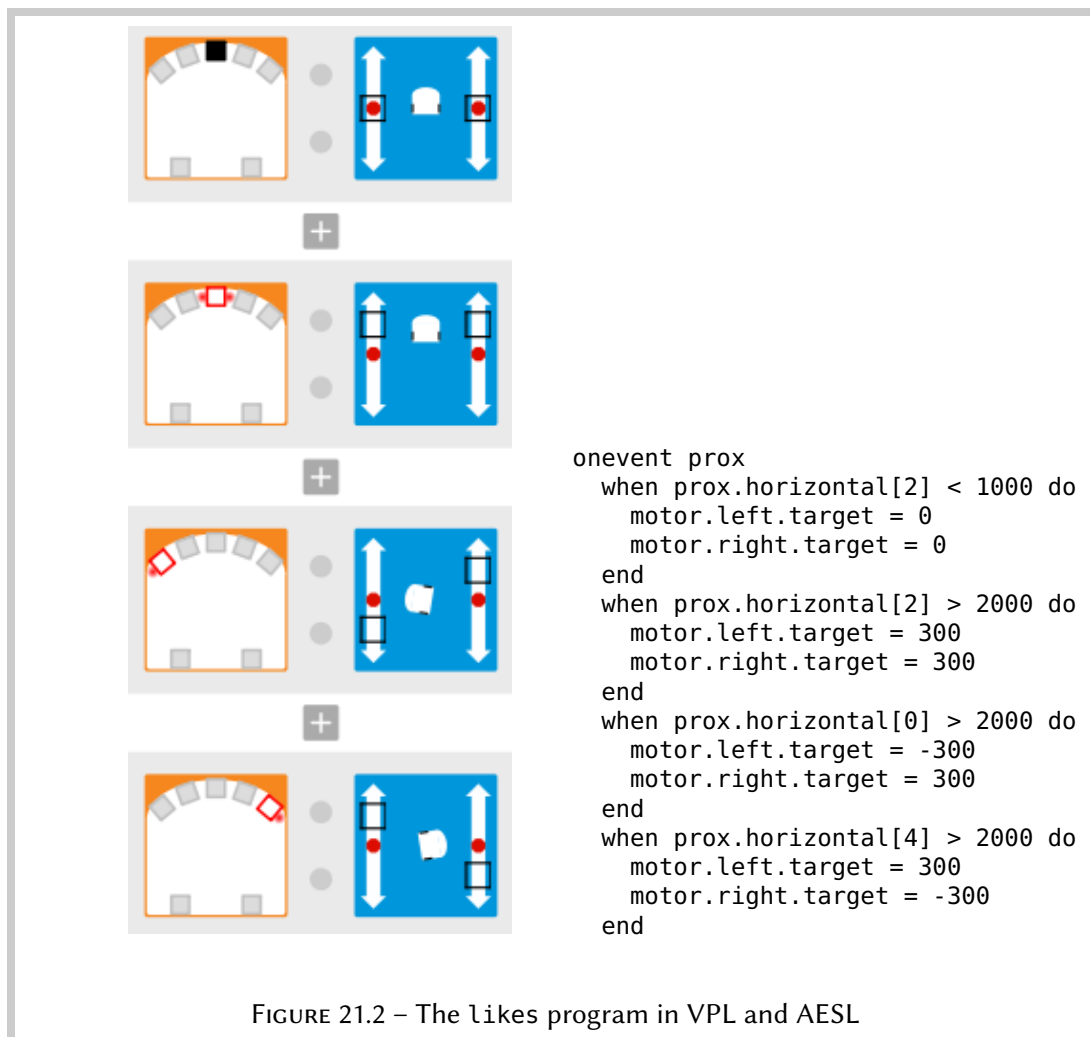 onevent prox
when prox.horizontal[2] < 1000 do
motor.left.target = 0
motor.right.target = 0
end
when prox.horizontal[2] > 2000 do
motor.left.target = 300
motor.right.target = 300
end
when prox.horizontal[0] > 2000 do
motor.left.target = -300
motor.right.target = 300
end
when prox.horizontal[4] > 2000 do
motor.left.target = 300
motor.right.target = -300
end
FIGURE 21.2 – The likes program in VPL and AESL